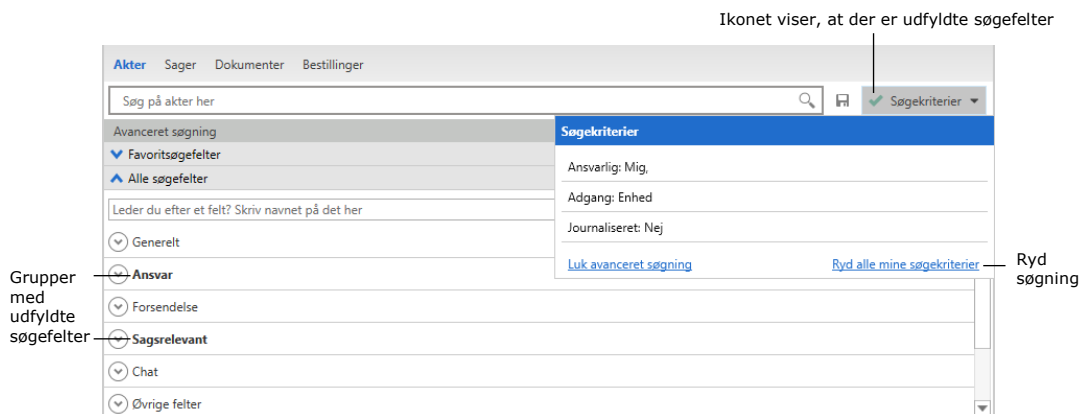 Ikonet viser, at der er udfyldte søgefelter
Akter Sager Dokumenter Bestillinger
Søg på akter her
Søgekriterier
Avanceret søgning
Favoritsøgefelter
Alle søgefelter
Leder du efter et felt? Skriv navnet på det her
Generelt
Ansvar
Forsendelse
Sagsrelevant
Chat
Øvrige felter
Søgekriterier
Ansvarlig: Mig,
Adgang: Enhed
Journaliseret: Nej
Luk avanceret søgning Ryd alle mine søgekriterier
Ryd
søgning
Grupper
med
udfyldte
søgefelter